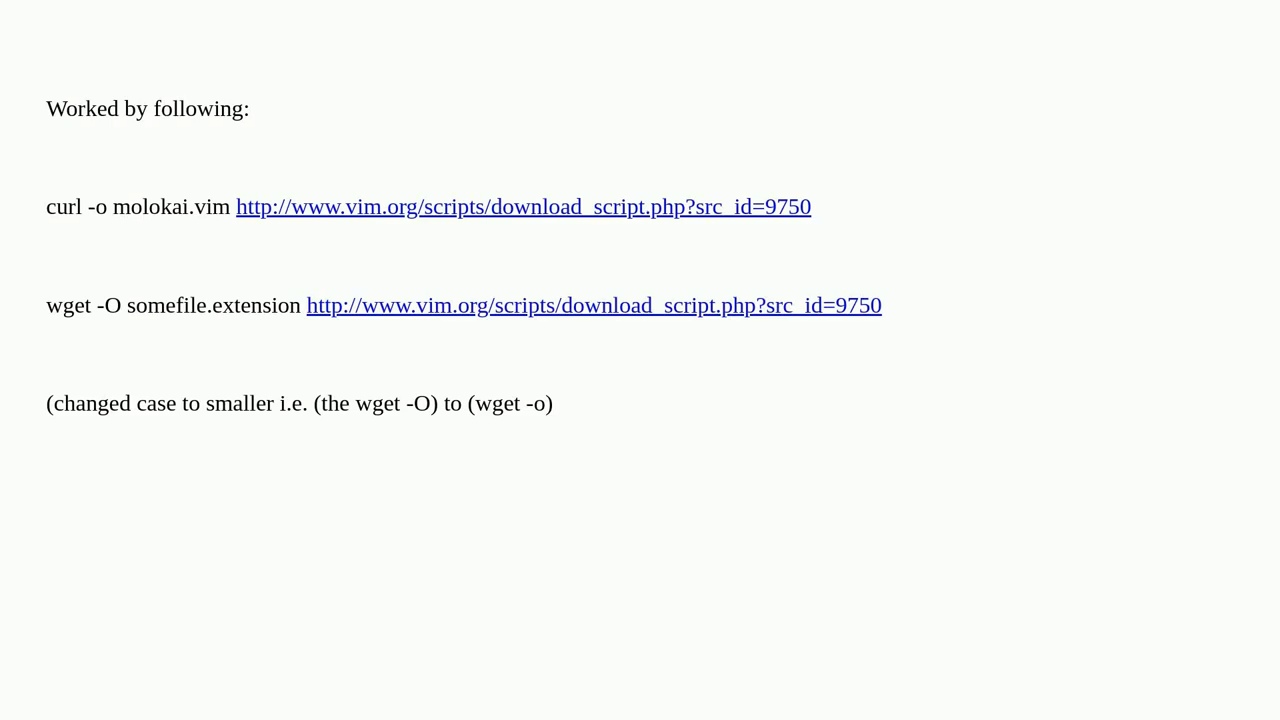 Worked by following:
curl -o molokai.vim http://www.vim.org/scripts/download_script.php?src_id=9750
wget -O somefile.extension http://www.vim.org/scripts/download_script.php?src_id=9750
(changed case to smaller i.e. (the wget -O) to (wget -o)